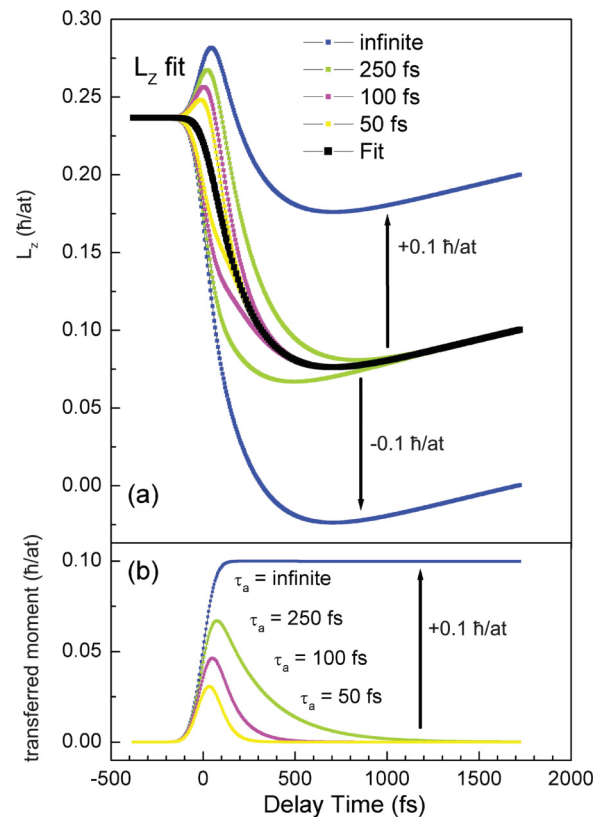 0.30
L_Z fit
infinite
250 fs
100 fs
50 fs
Fit
0.25
0.20
0.15
0.10
0.05
0.00
L_Z (ħ/at)
+0.1 ħ/at
-0.1 ħ/at
(a)
0.10
0.05
0.00
transferred moment (ħ/at)
(b)
τ_a = infinite
τ_a = 250 fs
τ_a = 100 fs
τ_a = 50 fs
+0.1 ħ/at
-500 0 500 1000 1500 2000
Delay Time (fs)